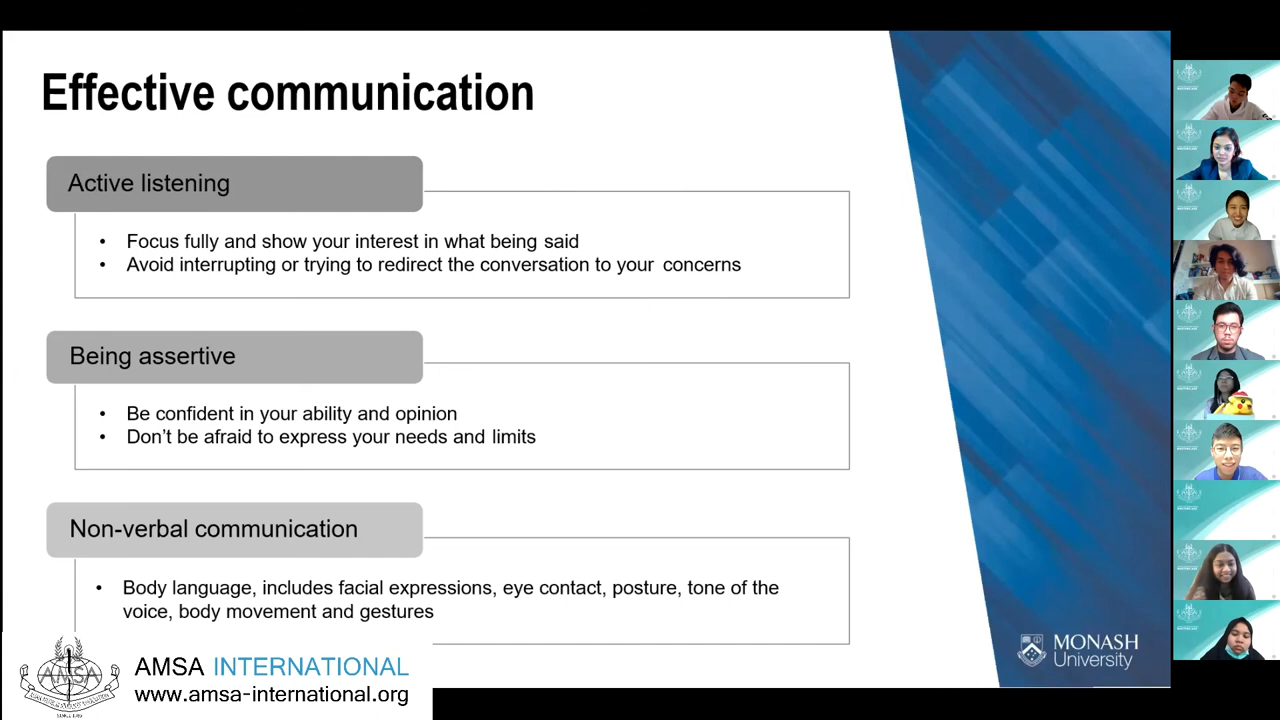 Effective communication
Active listening
• Focus fully and show your interest in what being said
• Avoid interrupting or trying to redirect the conversation to your concerns
Being assertive
• Be confident in your ability and opinion
• Don't be afraid to express your needs and limits
Non-verbal communication
• Body language, includes facial expressions, eye contact, posture, tone of the
voice, body movement and gestures
MONASH
University
AMSA
SINCE 1985
AMSA INTERNATIONAL
www.amsa-international.org